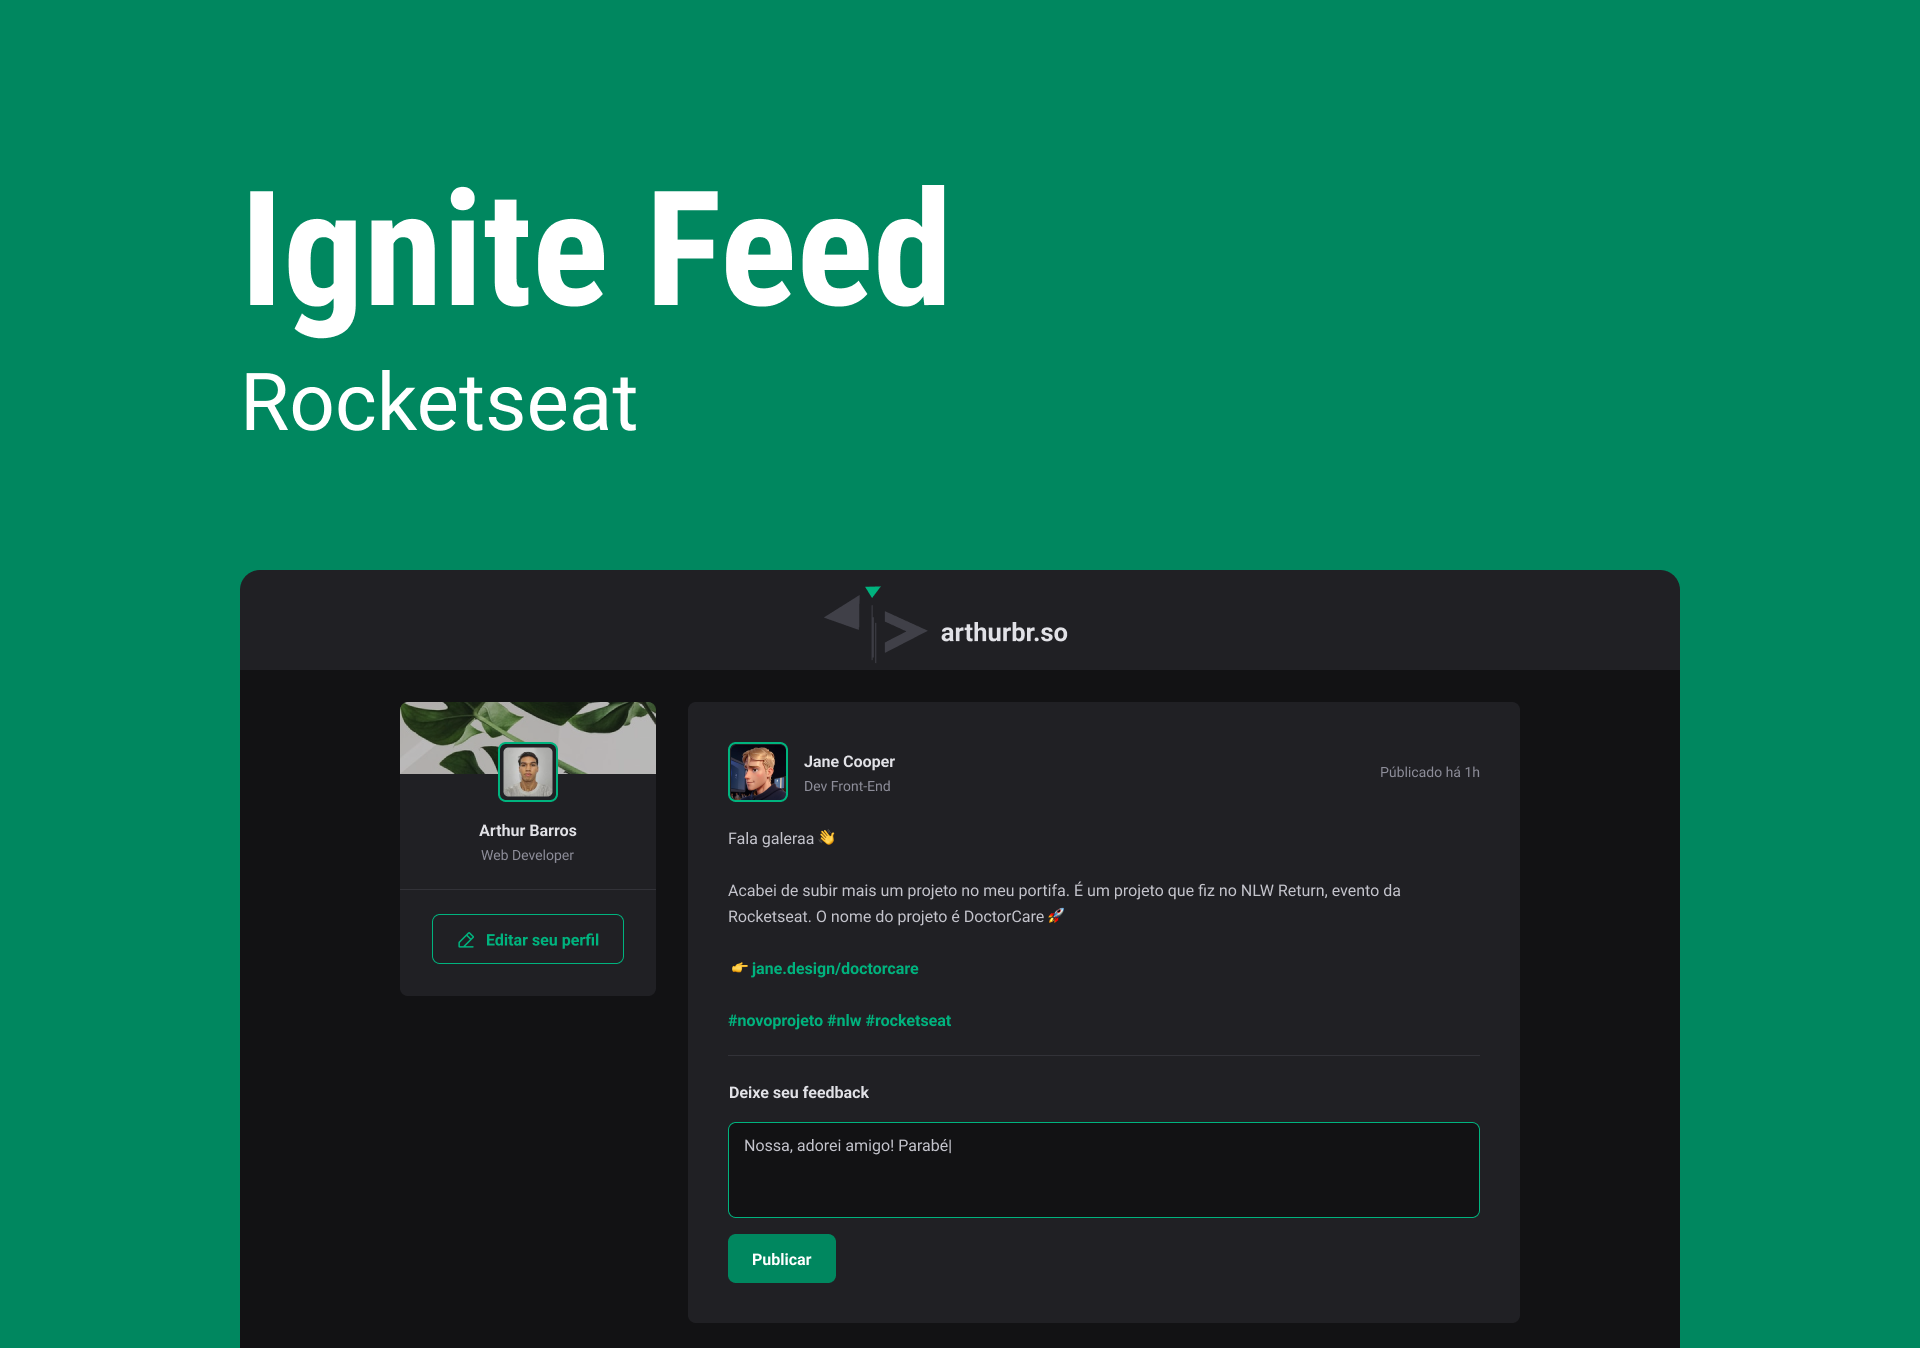 Ignite Feed
Rocketseat
arthurbr.so
Arthur Barros
Web Developer
Editar seu perfil
Jane Cooper
Dev Front-End
Públicado há 1h
Fala galeraa 👋
Acabei de subir mais um projeto no meu portifa. É um projeto que fiz no NLW Return, evento da
Rocketseat. O nome do projeto é DoctorCare 🚀
👉 jane.design/doctorcare
#novoprojeto #nlw #rocketseat
Deixe seu feedback
Nossa, adorei amigo! Parabé|
Publicar